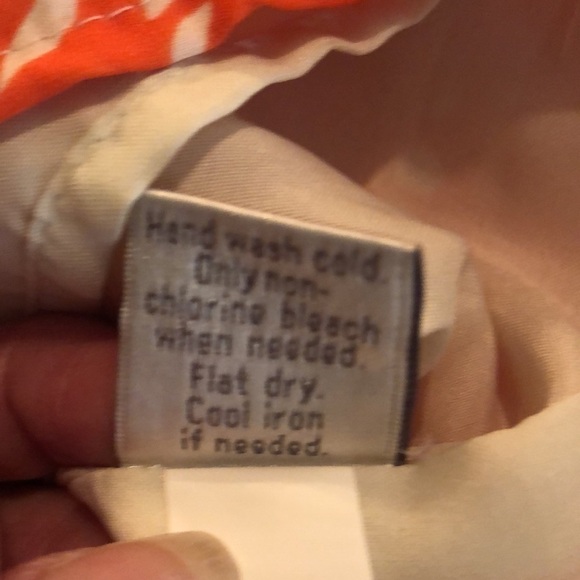 Hand wash cold.
Only non-
chlorine bleach
when needed.
Flat dry.
Cool iron
if needed.